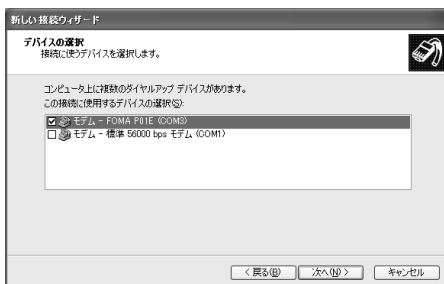 新しい接続ウィザード
デバイスの選択
接続に使うデバイスを選択します。
コンピュータ上に複数のダイヤルアップ デバイスがあります。
この接続に使用するデバイスの選択(S):
モデム - FOMA P01E (COM3)
モデム - 標準 56000 bps モデム (COM1)
< 戻る(B) 次へ(N) > キャンセル